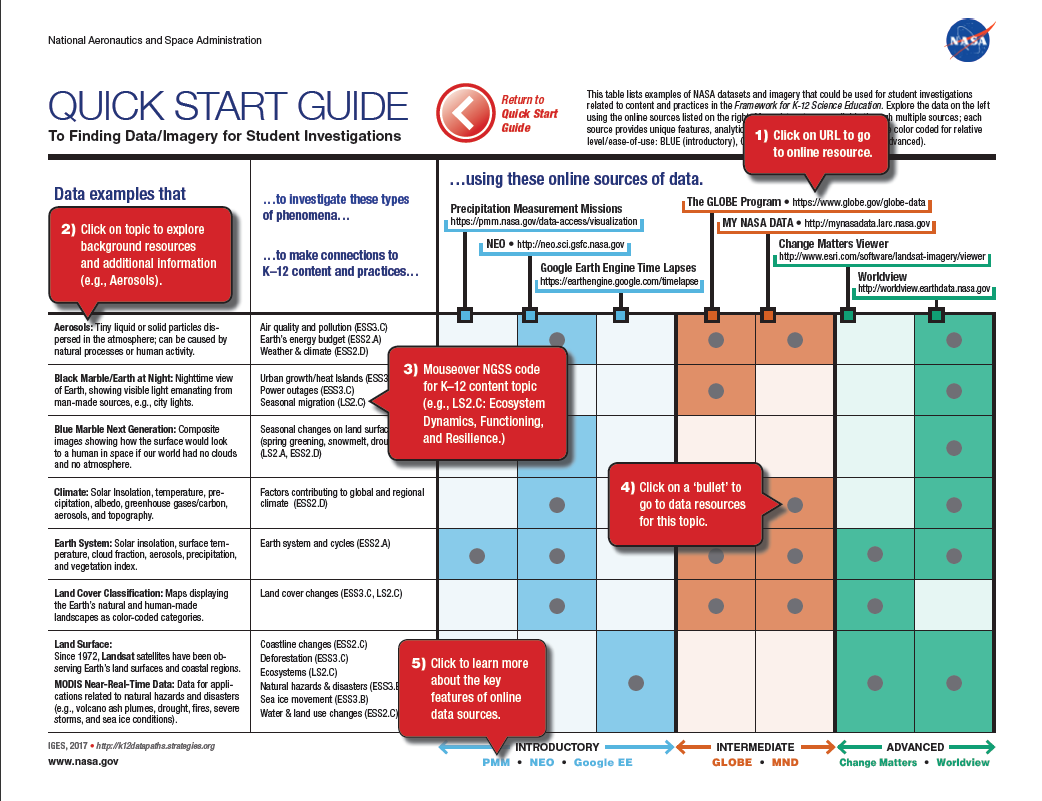 National Aeronautics and Space Administration
NASA
QUICK START GUIDE
To Finding Data/Imagery for Student Investigations
Return to
Quick Start
Guide
This table lists examples of NASA datasets and imagery that could be used for student investigations
related to content and practices in the Framework for K-12 Science Education. Explore the data on the left
using the online sources listed on the right. multiple sources; each
source provides unique features, color coded for relative
level/ease-of-use: BLUE (introductory),
1) Click on URL to go
to online resource.
Data examples that
…to investigate these types
of phenomena…
…to make connections to
K–12 content and practices…
…using these online sources of data.
2) Click on topic to explore
background resources
and additional information
(e.g., Aerosols).
Precipitation Measurement Missions
https://pmm.nasa.gov/data-access/visualization
NEO • http://neo.sci.gsfc.nasa.gov
Google Earth Engine Time Lapses
https://earthengine.google.com/timelapse
The GLOBE Program • https://www.globe.gov/globe-data
MY NASA DATA • http://mynasadata.larc.nasa.gov
Change Matters Viewer
http://www.esri.com/software/landsat-imagery/viewer
Worldview
http://worldview.earthdata.nasa.gov
Aerosols: Tiny liquid or solid particles dis-
persed in the atmosphere; can be caused by
natural processes or human activity.
Air quality and pollution (ESS3.C)
Earth's energy budget (ESS2.A)
Weather & climate (ESS2.D)
Black Marble/Earth at Night: Nighttime view
of Earth, showing visible light emanating from
man-made sources, e.g., city lights.
Urban growth/heat Islands (ESS3
Power outages (ESS3.C)
Seasonal migration (LS2.C)
3) Mouseover NGSS code
for K–12 content topic
(e.g., LS2.C: Ecosystem
Dynamics, Functioning,
and Resilience.)
Blue Marble Next Generation: Composite
images showing how the surface would look
to a human in space if our world had no clouds
and no atmosphere.
Seasonal changes on land
(spring greening, snowmelt,
(LS2.A, ESS2.D)
Climate: Solar Insolation, temperature, pre-
cipitation, albedo, greenhouse gases/carbon,
aerosols, and topography.
Factors contributing to global and regional
climate (ESS2.D)
4) Click on a 'bullet' to
go to data resources
for this topic.
Earth System: Solar insolation, surface tem-
perature, cloud fraction, aerosols, precipitation,
and vegetation index.
Earth system and cycles (ESS2.A)
Land Cover Classification: Maps displaying
the Earth's natural and human-made
landscapes as color-coded categories.
Land cover changes (ESS3.C, LS2.C)
Land Surface:
Since 1972, Landsat satellites have been ob-
serving Earth's land surfaces and coastal regions.
MODIS Near-Real-Time Data: Data for appli-
cations related to natural hazards and disasters
(e.g., volcano ash plumes, drought, fires, severe
storms, and sea ice conditions).
Coastline changes (ESS2.C)
Deforestation (ESS3.C)
Ecosystems (LS2.C)
Natural hazards & disasters (ESS3.B
Sea ice movement (ESS3.B)
Water & land use changes (ESS2.C)
5) Click to learn more
about the key
features of online
data sources.
IGES, 2017 • http://k12datapaths.strategies.org
www.nasa.gov
INTRODUCTORY
PMM • NEO • Google EE
INTERMEDIATE
GLOBE • MND
ADVANCED
Change Matters • Worldview